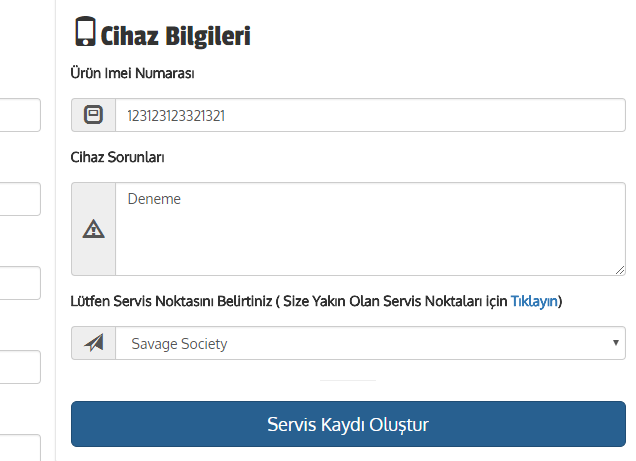 Cihaz Bilgileri
Ürün Imei Numarası
123123123321321
Cihaz Sorunları
Deneme
Lütfen Servis Noktasını Belirtiniz ( Size Yakın Olan Servis Noktaları için Tıklayın)
Savage Society
Servis Kaydı Oluştur